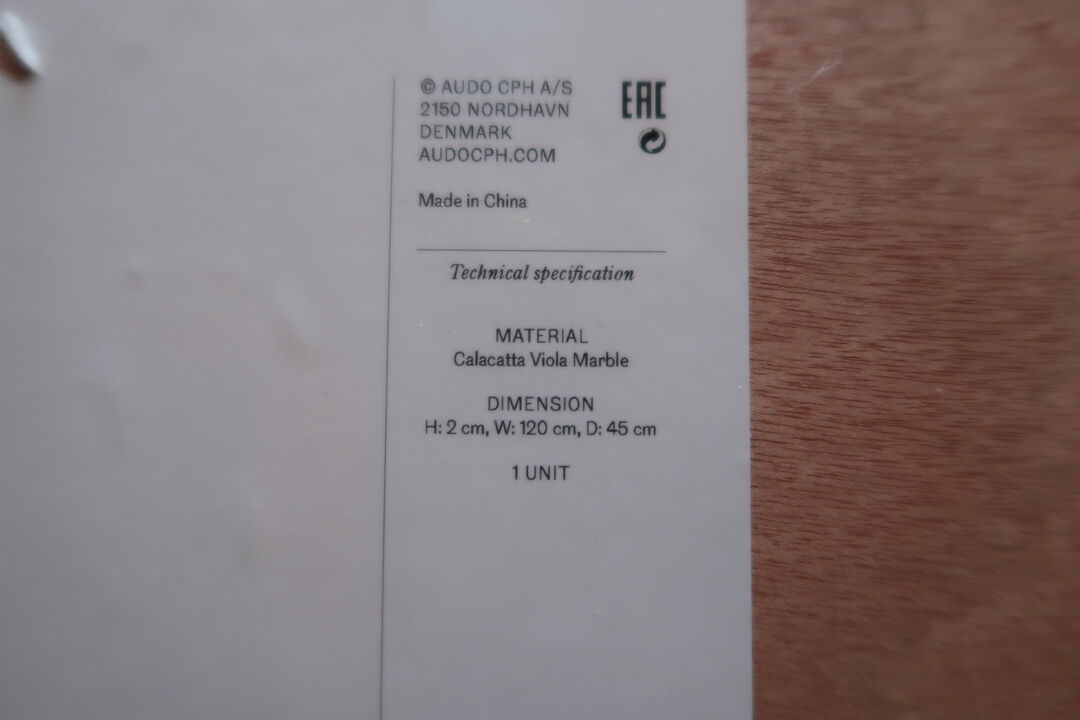 © AUDO CPH A/S
2150 NORDHAVN
DENMARK
AUDOCPH.COM
EAC
Made in China
Technical specification
MATERIAL
Calacatta Viola Marble
DIMENSION
H: 2 cm, W: 120 cm, D: 45 cm
1 UNIT